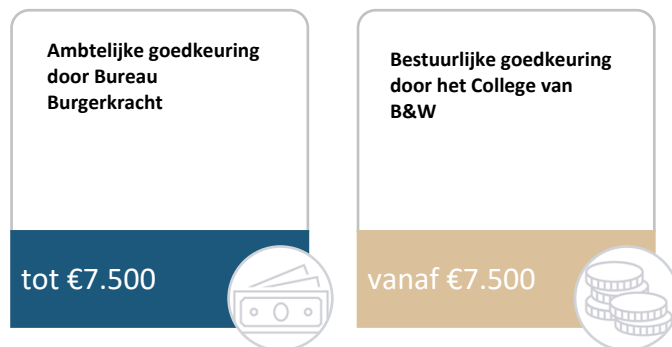 Ambtelijke goedkeuring
door Bureau
Burgerkracht
tot €7.500
Bestuurlijke goedkeuring
door het College van
B&W
vanaf €7.500